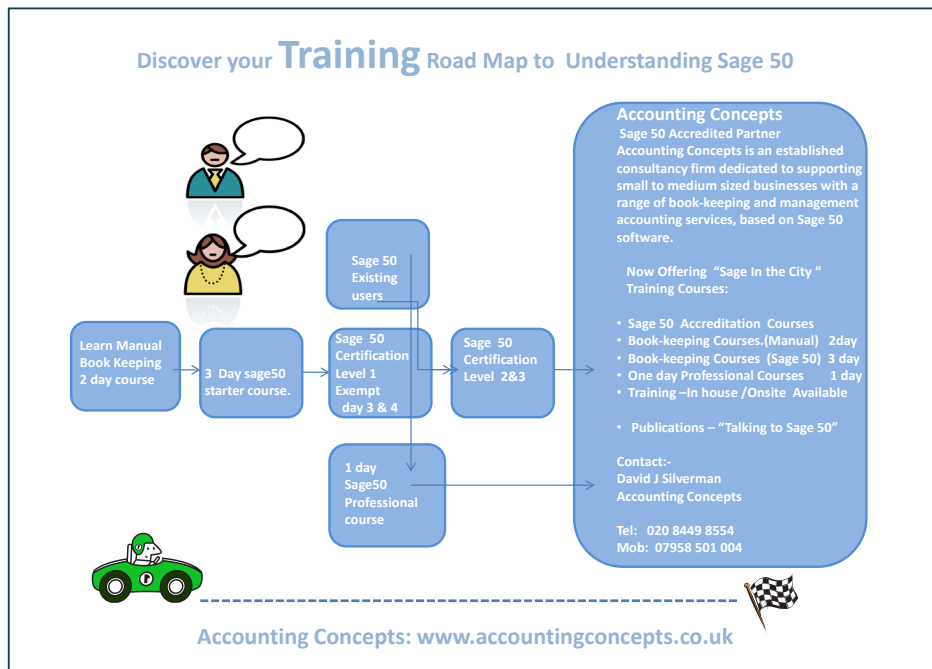 Discover your Training Road Map to Understanding Sage 50
Accounting Concepts
Sage 50 Accredited Partner
Accounting Concepts is an established
consultancy firm dedicated to supporting
small to medium sized businesses with a
range of book-keeping and management
accounting services, based on Sage 50
software.
Now Offering “Sage In the City “
Training Courses:
• Sage 50 Accreditation Courses
• Book-keeping Courses.(Manual) 2day
• Book-keeping Courses (Sage 50) 3 day
• One day Professional Courses 1 day
• Training –In house /Onsite Available
• Publications – “Talking to Sage 50”
Contact:-
David J Silverman
Accounting Concepts
Tel: 020 8449 8554
Mob: 07958 501 004
Sage 50
Existing
users
Learn Manual
Book Keeping
2 day course
3 Day sage50
starter course.
Sage 50
Certification
Level 1
Exempt
day 3 & 4
Sage 50
Certification
Level 2&3
1 day
Sage50
Professional
course
Accounting Concepts: www.accountingconcepts.co.uk